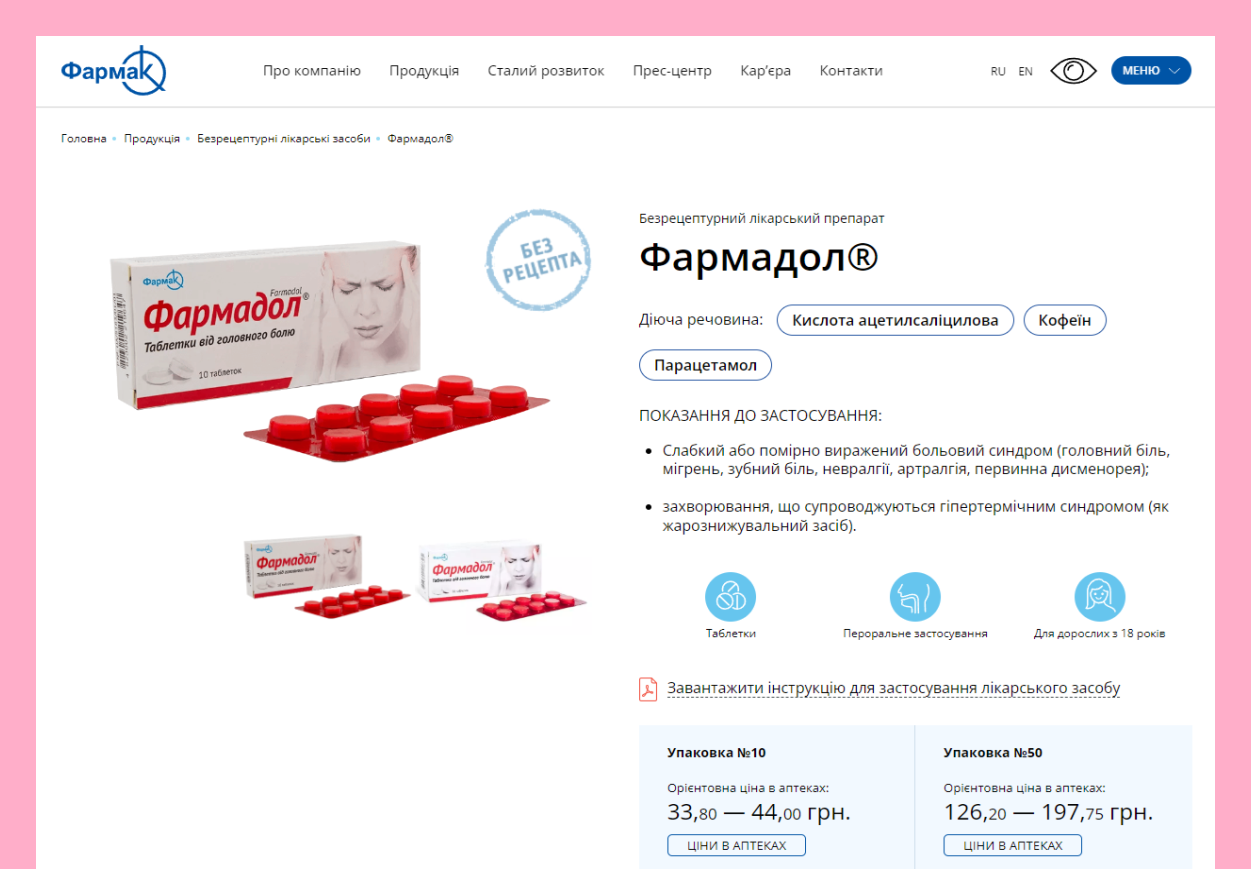 Фармак
Про компанію Продукція Сталий розвиток Прес-центр Кар'єра Контакти RU EN МЕНЮ
Головна • Продукція • Безрецептурні лікарські засоби • Фармадол®
БЕЗ
РЕЦЕПТА
Фармак
Farmadol
Фармадол®
Таблетки від головного болю
10 таблеток
Фармадол
Фармадол
Безрецептурний лікарський препарат
Фармадол®
Діюча речовина: Кислота ацетилсаліцилова Кофеїн
Парацетамол
ПОКАЗАННЯ ДО ЗАСТОСУВАННЯ:
• Слабкий або помірно виражений больовий синдром (головний біль,
мігрень, зубний біль, невралгії, артралгія, первинна дисменорея);
• захворювання, що супроводжуються гіпертермічним синдромом (як
жарознижувальний засіб).
Таблетки Пероральне застосування Для дорослих з 18 років
Завантажити інструкцію для застосування лікарського засобу
Упаковка №10 Упаковка №50
Орієнтовна ціна в аптеках: Орієнтовна ціна в аптеках:
33,80 — 44,00 грн. 126,20 — 197,75 грн.
ЦІНИ В АПТЕКАХ ЦІНИ В АПТЕКАХ